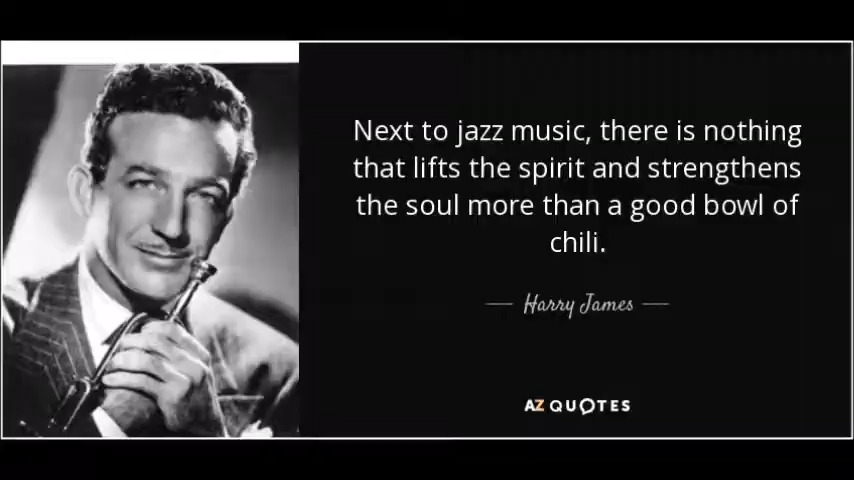 Next to jazz music, there is nothing
that lifts the spirit and strengthens
the soul more than a good bowl of
chili.
Harry James
AZ QUOTES